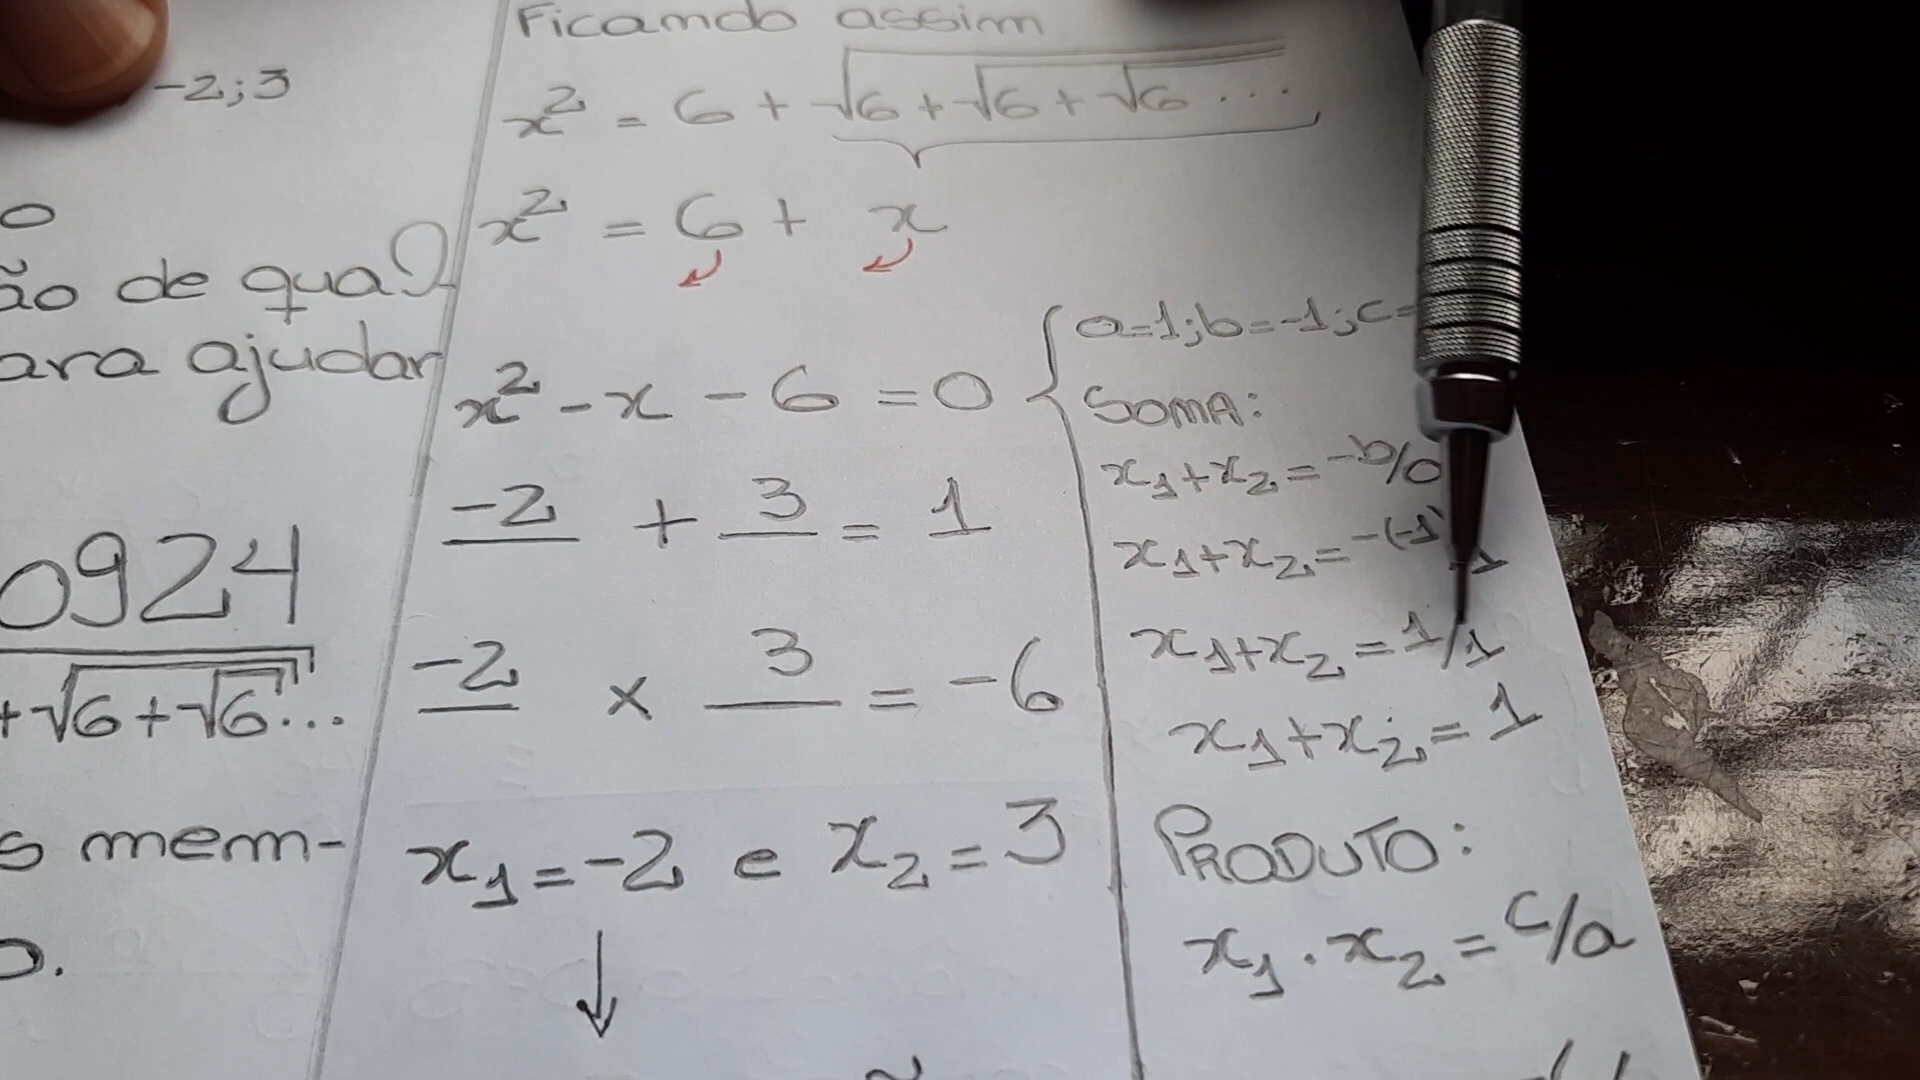 -2;3
ão de qua
ara ajudar
0924
+√6+√6...
s mem-
o.
Ficando assim
x² = 6 + √6 + √6 + √6 ...
x² = 6 + x
x² - x - 6 = 0
-2 + 3 = 1
-2 x 3 = -6
x₁ = -2 e x₂ = 3
a=1; b=-1; c=
SOMA:
x₁+x₂ = -b/a
x₁+x₂ = -(-1) 1
x₁+x₂ = 1/1
x₁+x₂ = 1
PRODUTO:
x₁ . x₂ = c/a